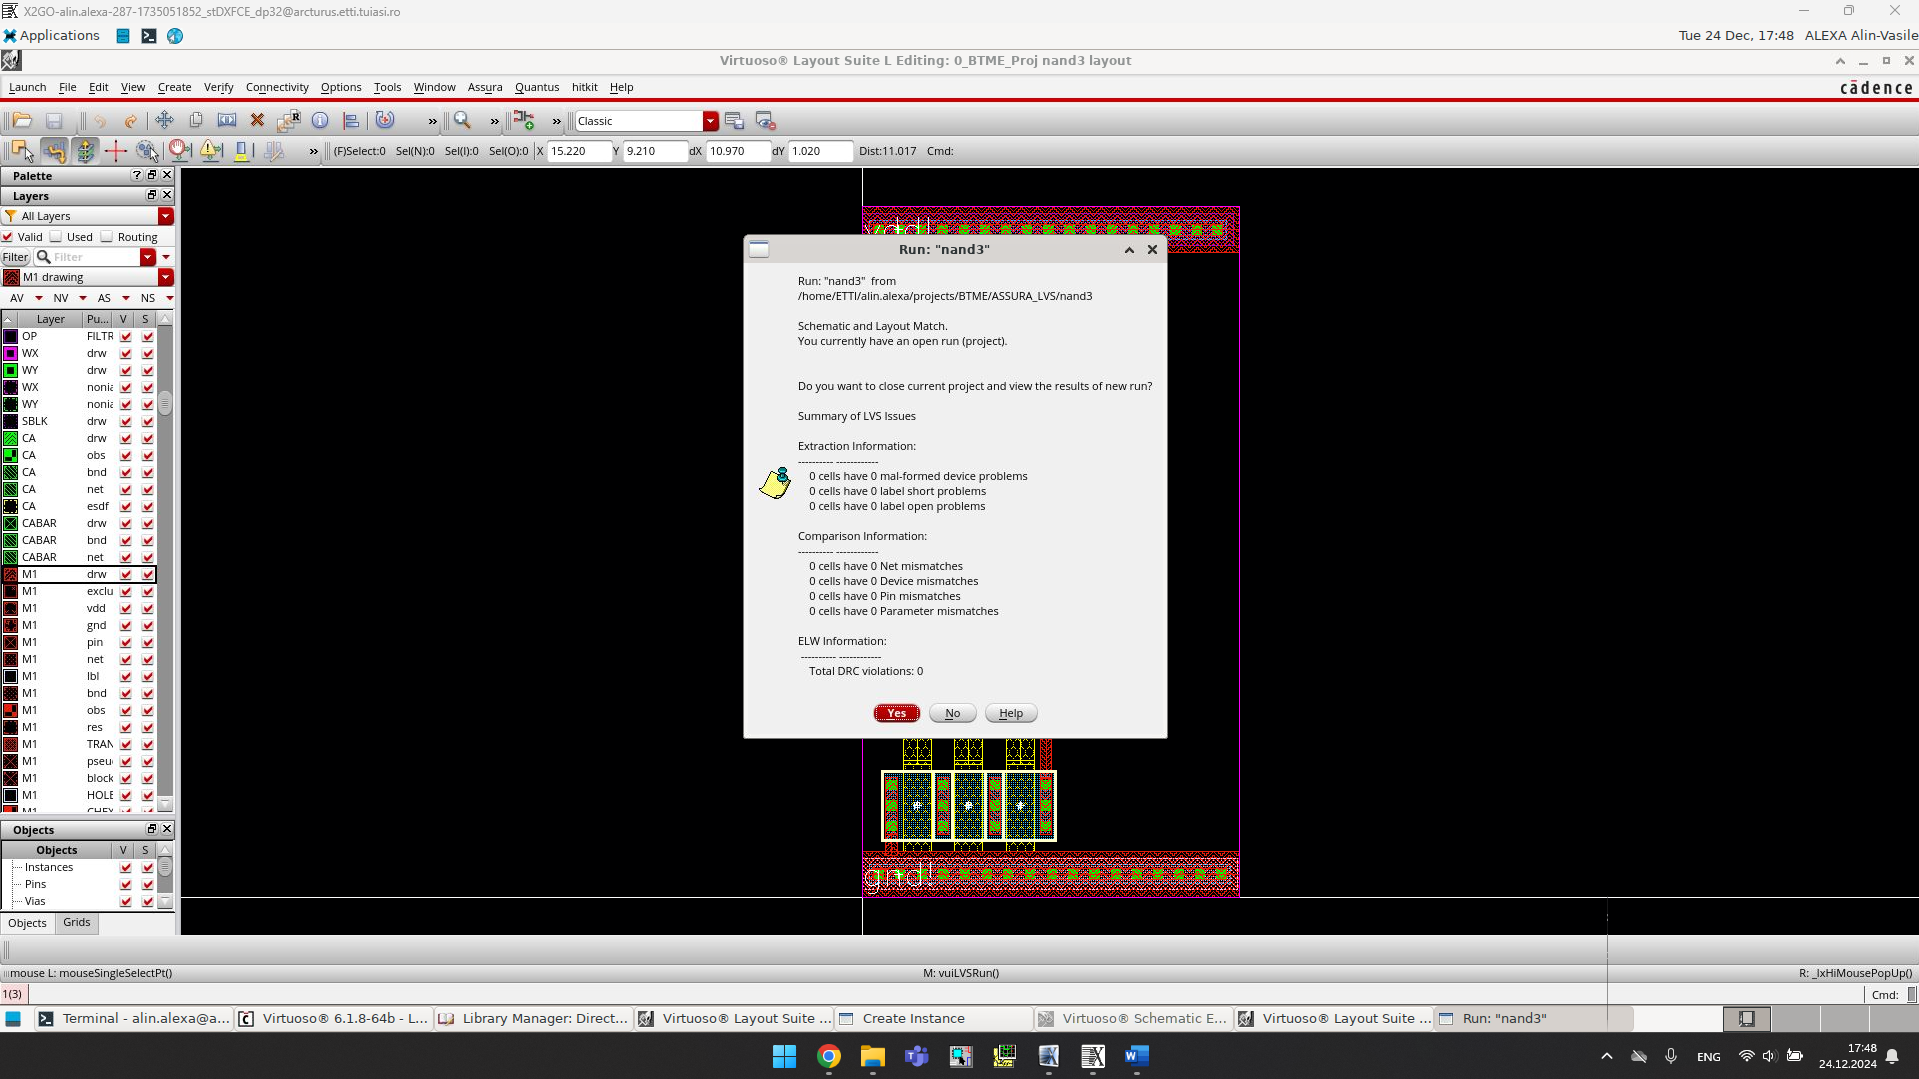 X2GO-alin.alexa-287-1735051852_stDXFCE_dp32@arcturus.etti.tuiasi.ro
Applications
Tue 24 Dec, 17:48 ALEXA Alin-Vasile
Virtuoso® Layout Suite L Editing: 0_BTME_Proj nand3 layout
Launch File Edit View Create Verify Connectivity Options Tools Window Assura Quantus hitkit Help
cādence
Classic
(F)Select:0 Sel(N):0 Sel(I):0 Sel(O):0 X 15.220 Y 9.210 dX 10.970 dY 1.020 Dist:11.017 Cmd:
Palette
Layers
All Layers
Valid Used Routing
Filter Filter
M1 drawing
AV NV AS NS
Layer Pu... V S
OP FILTR
WX drw
WY drw
WX nonia
WY nonia
SBLK drw
CA drw
CA obs
CA bnd
CA net
CA esdf
CABAR drw
CABAR bnd
CABAR net
M1 drw
M1 exclu
M1 vdd
M1 gnd
M1 pin
M1 net
M1 lbl
M1 bnd
M1 obs
M1 res
M1 TRAN
M1 pseu
M1 block
M1 HOLE
Objects
Objects V S
Instances
Pins
Vias
Objects Grids
vdd!
Run: "nand3"
Run: "nand3" from
/home/ETTI/alin.alexa/projects/BTME/ASSURA_LVS/nand3
Schematic and Layout Match.
You currently have an open run (project).
Do you want to close current project and view the results of new run?
Summary of LVS Issues
Extraction Information:
---------- ------------
0 cells have 0 mal-formed device problems
0 cells have 0 label short problems
0 cells have 0 label open problems
Comparison Information:
---------- ------------
0 cells have 0 Net mismatches
0 cells have 0 Device mismatches
0 cells have 0 Pin mismatches
0 cells have 0 Parameter mismatches
ELW Information:
---------- ------------
Total DRC violations: 0
Yes No Help
gnd!
mouse L: mouseSingleSelectPt() M: vuiLVSRun() R: _lxHiMousePopUp()
1(3) Cmd:
Terminal - alin.alexa@a... Virtuoso® 6.1.8-64b - L... Library Manager: Direct... Virtuoso® Layout Suite ... Create Instance Virtuoso® Schematic E... Virtuoso® Layout Suite ... Run: "nand3"
ENG
17:48
24.12.2024